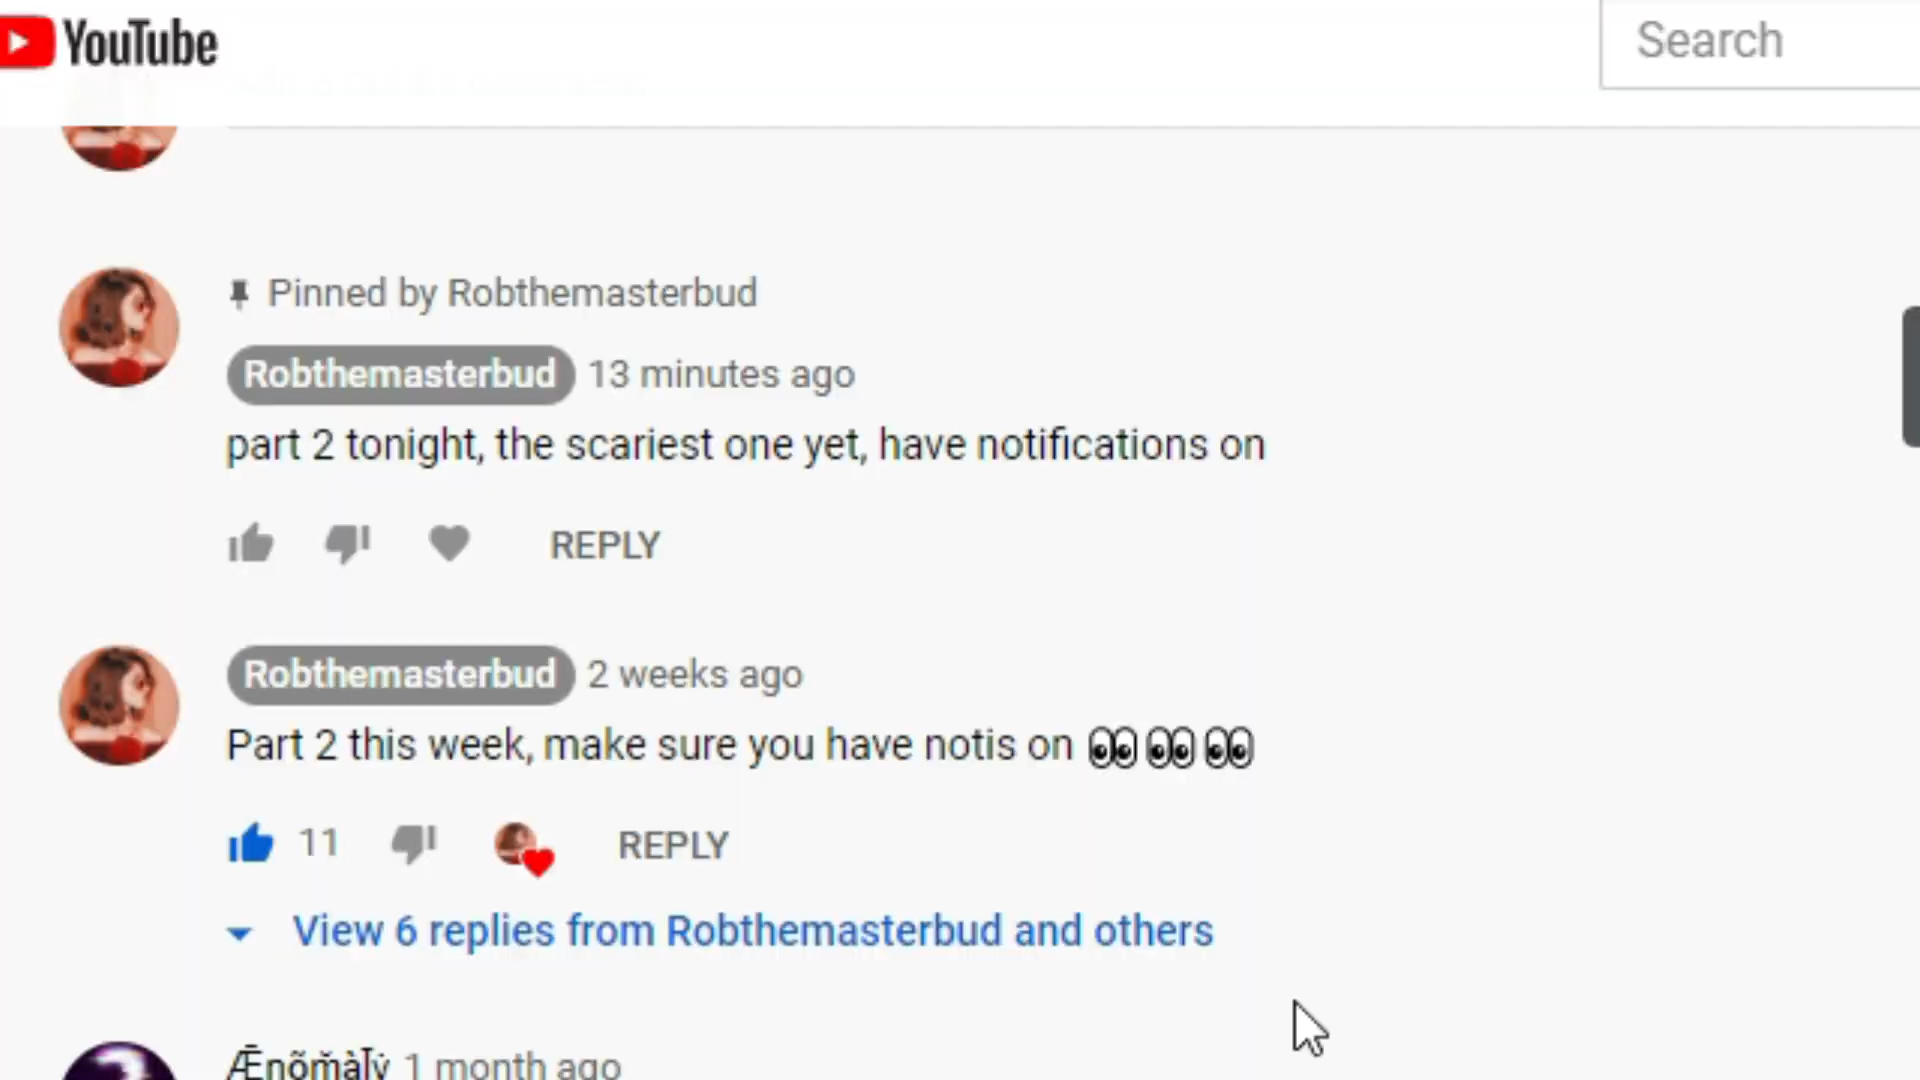 YouTube
Search
Pinned by Robthemasterbud
Robthemasterbud 13 minutes ago
part 2 tonight, the scariest one yet, have notifications on
REPLY
Robthemasterbud 2 weeks ago
Part 2 this week, make sure you have notis on 👀👀👀
11 REPLY
View 6 replies from Robthemasterbud and others
1 month ago